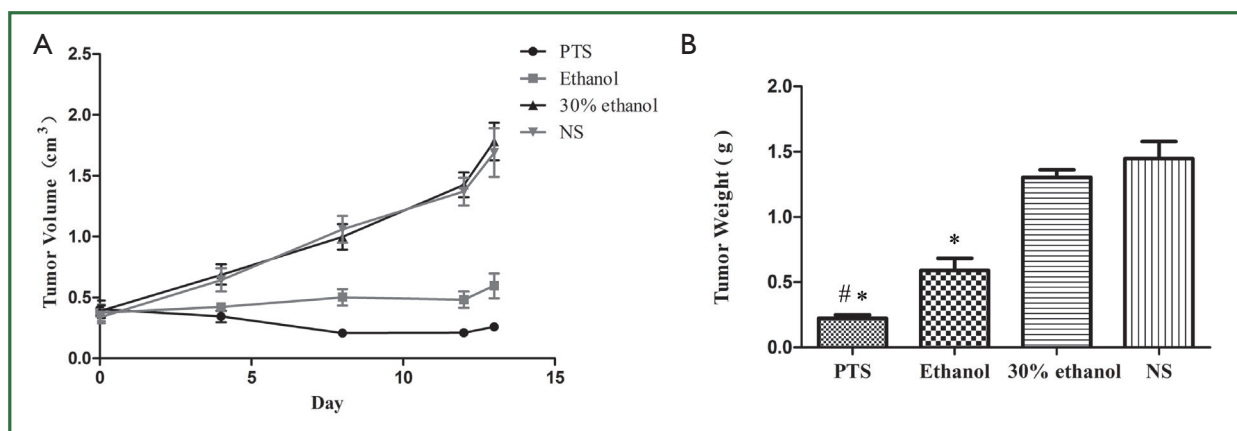 A
PTS
Ethanol
30% ethanol
NS
Tumor Volume (cm³)
2.5
2.0
1.5
1.0
0.5
0.0
0
5
10
15
Day
B
Tumor Weight ( g )
2.0
1.5
1.0
0.5
0.0
# *
*
PTS
Ethanol
30% ethanol
NS